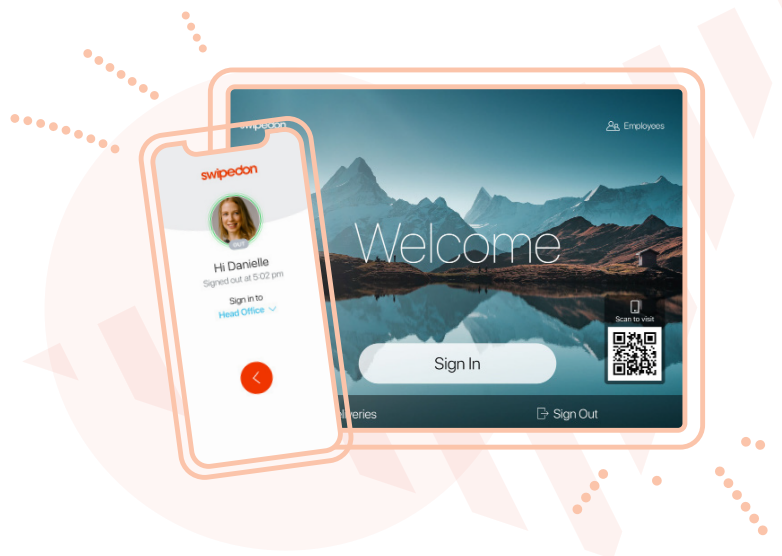 swipedon
Employees
Welcome
Scan to visit
Sign In
Sign Out
swipedon
OUT
Hi Danielle
Signed out at 5:02 pm
Sign in to
Head Office